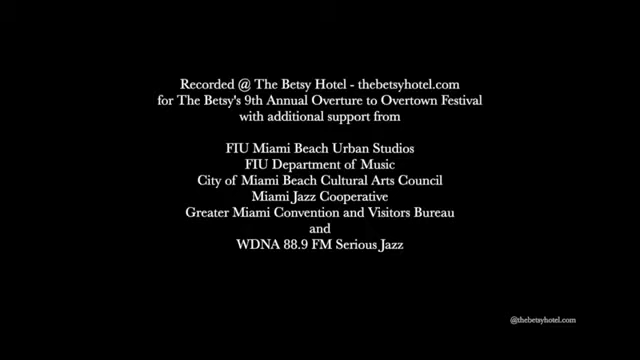 Recorded @ The Betsy Hotel - thebetsyhotel.com
for The Betsy's 9th Annual Overture to Overtown Festival
with additional support from
FIU Miami Beach Urban Studios
FIU Department of Music
City of Miami Beach Cultural Arts Council
Miami Jazz Cooperative
Greater Miami Convention and Visitors Bureau
and
WDNA 88.9 FM Serious Jazz
@thebetsyhotel.com